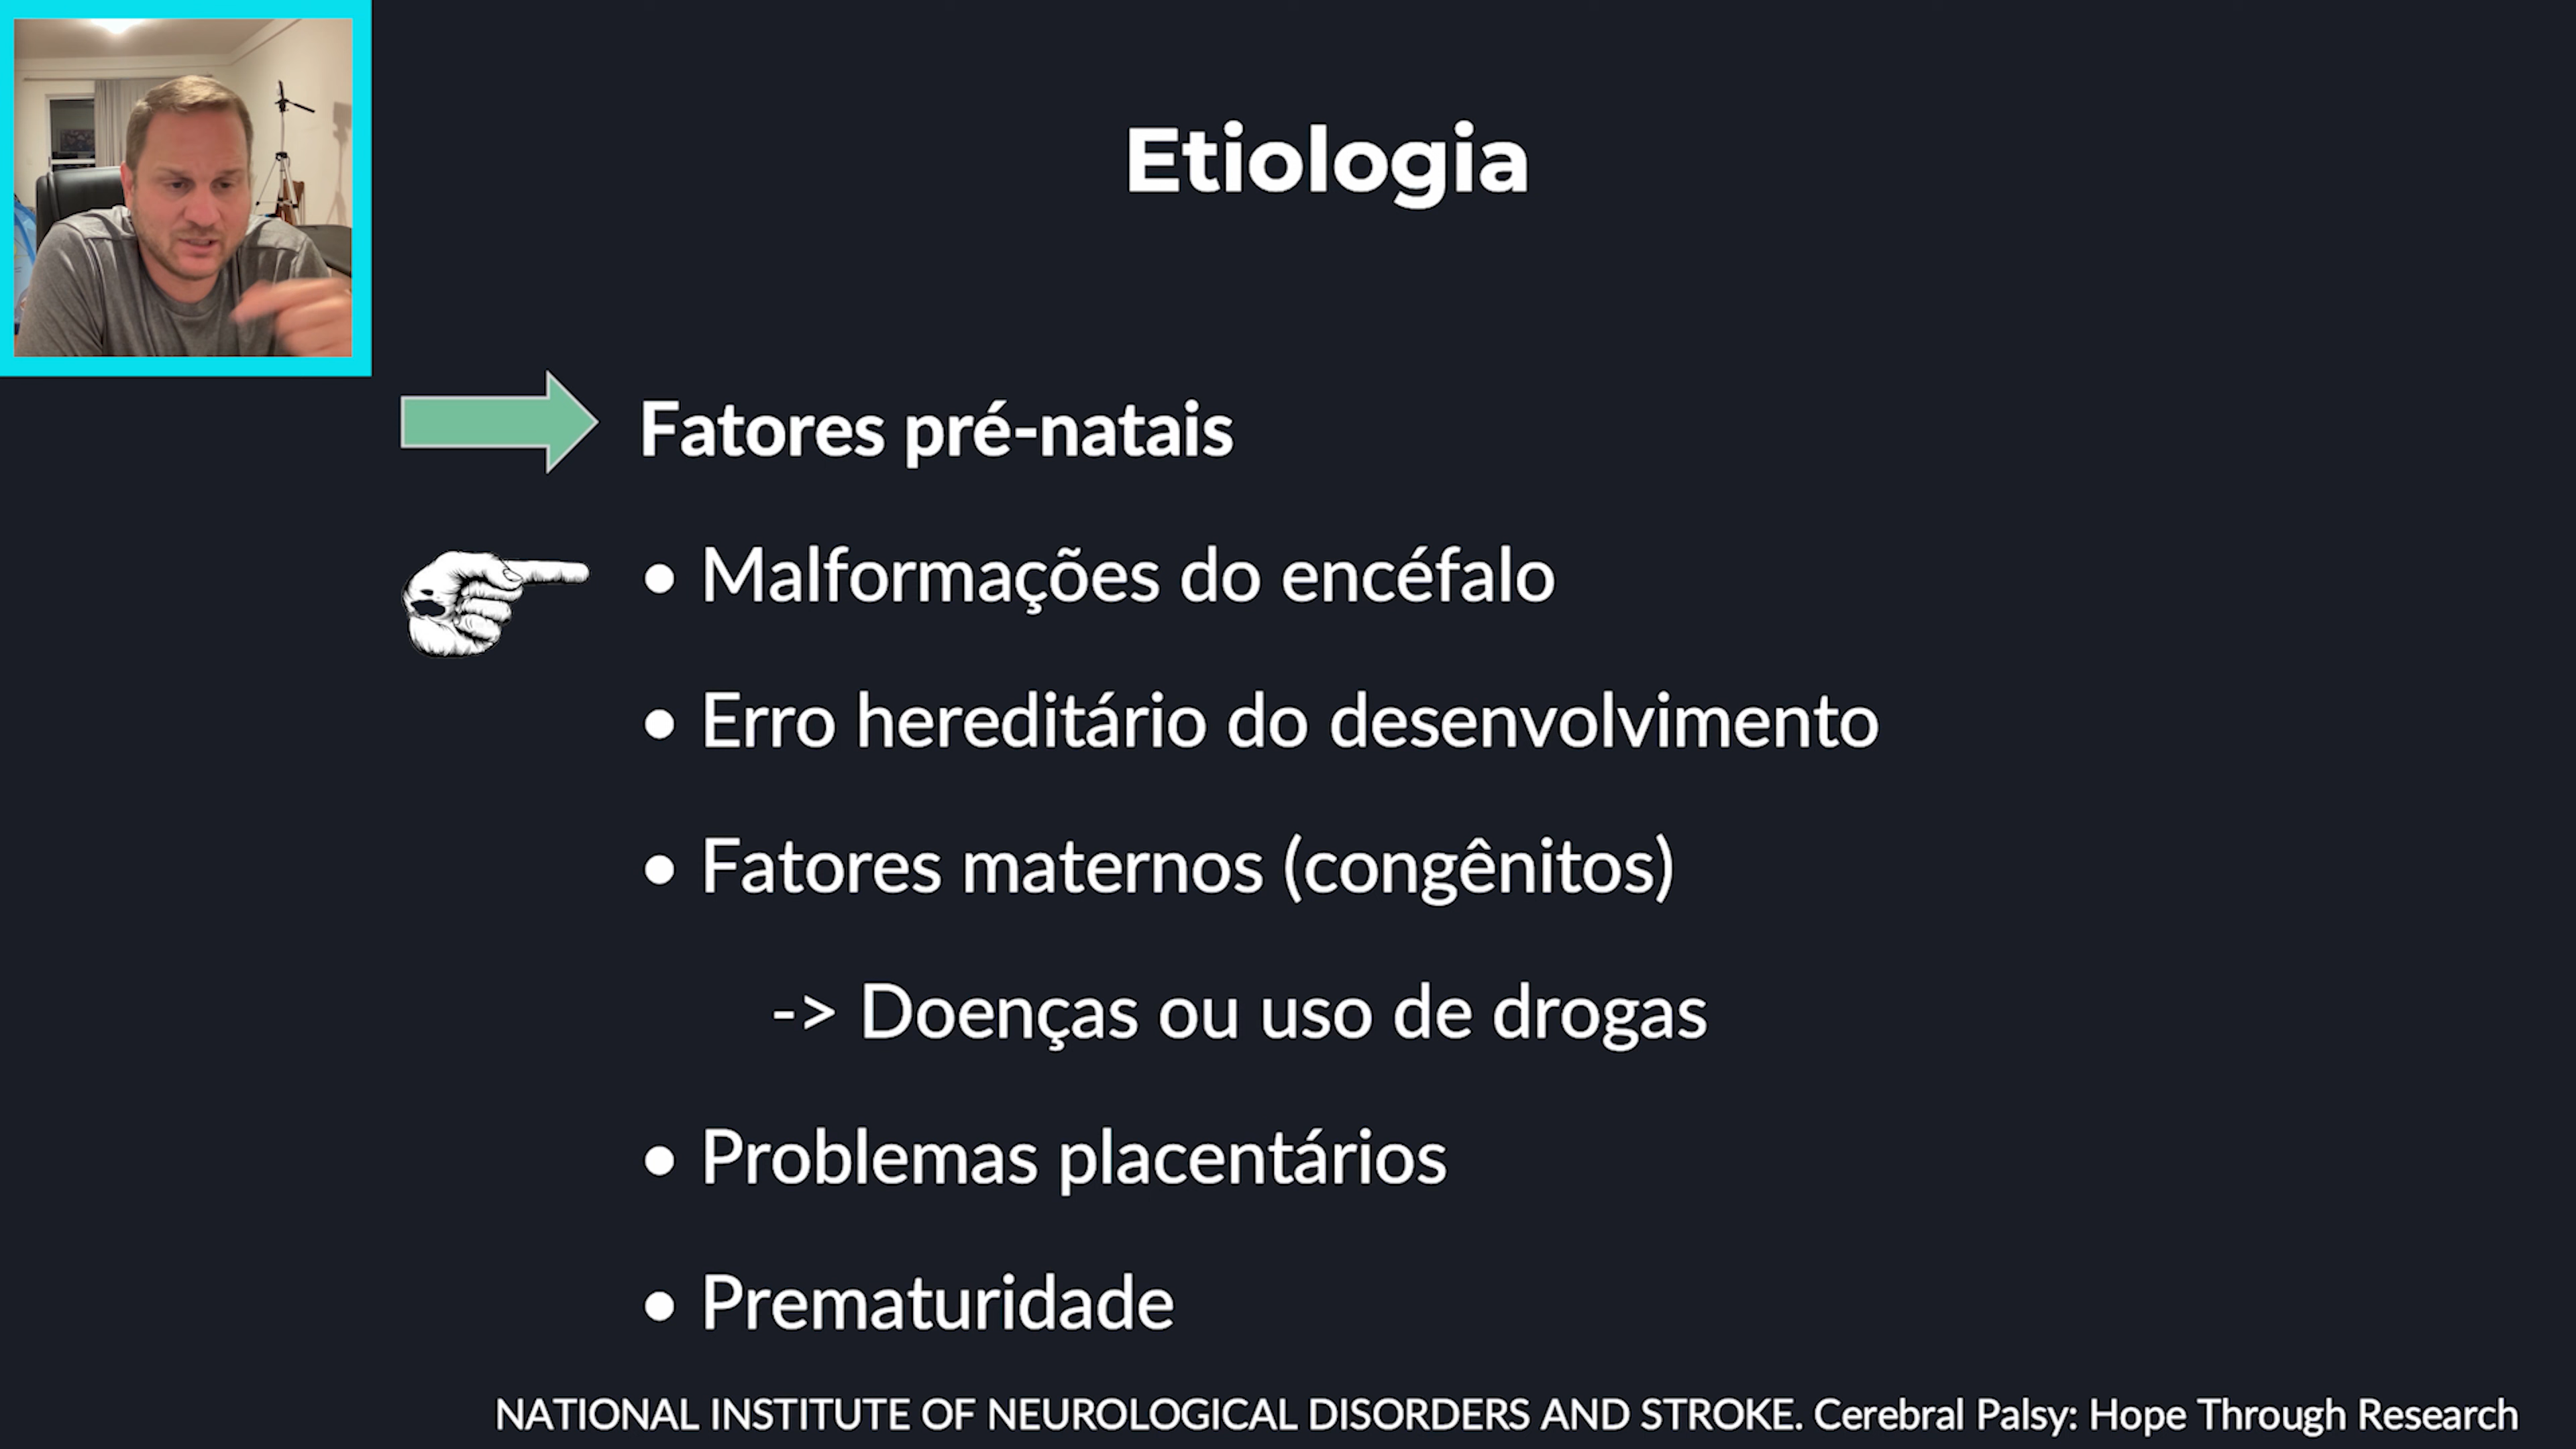 Etiologia
Fatores pré-natais
• Malformações do encéfalo
• Erro hereditário do desenvolvimento
• Fatores maternos (congênitos)
-> Doenças ou uso de drogas
• Problemas placentários
• Prematuridade
NATIONAL INSTITUTE OF NEUROLOGICAL DISORDERS AND STROKE. Cerebral Palsy: Hope Through Research